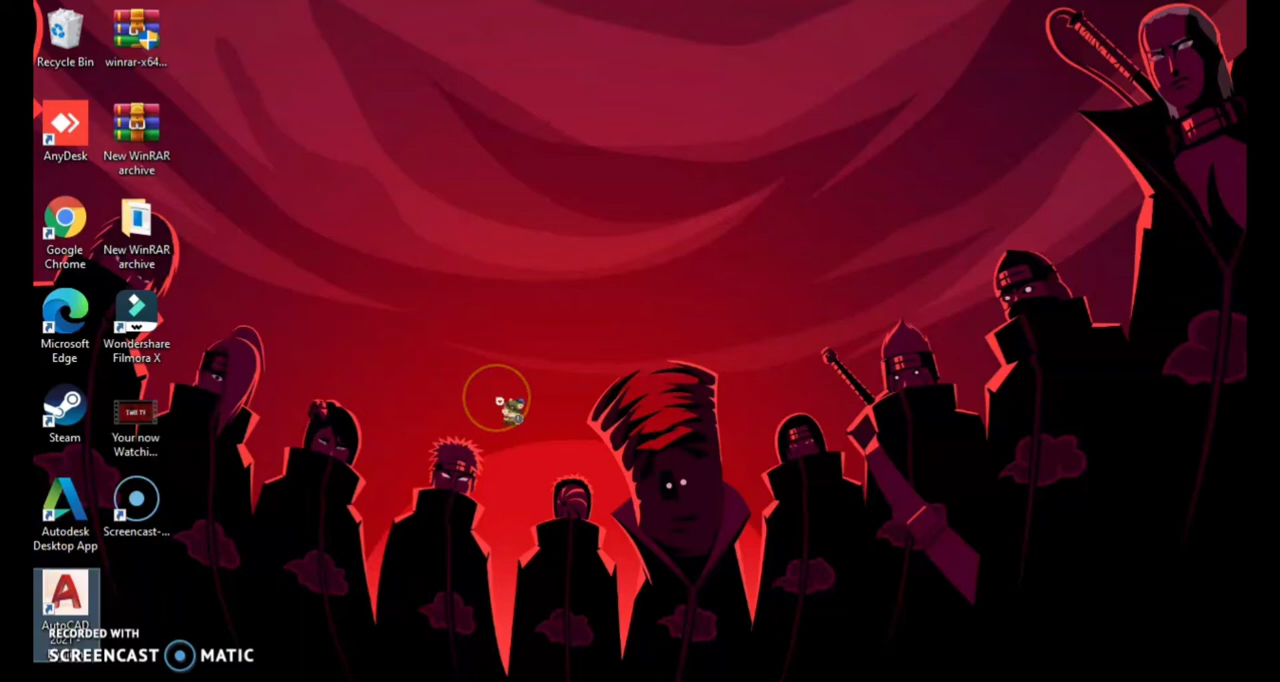 Recycle Bin
winrar-x64...
AnyDesk
New WinRAR
archive
Google
Chrome
New WinRAR
archive
Microsoft
Edge
Wondershare
Filmora X
Steam
Your now
Watchi...
Autodesk
Desktop App
Screencast-...
AutoCAD
2021 -
RECORDED WITH
SCREENCAST MATIC